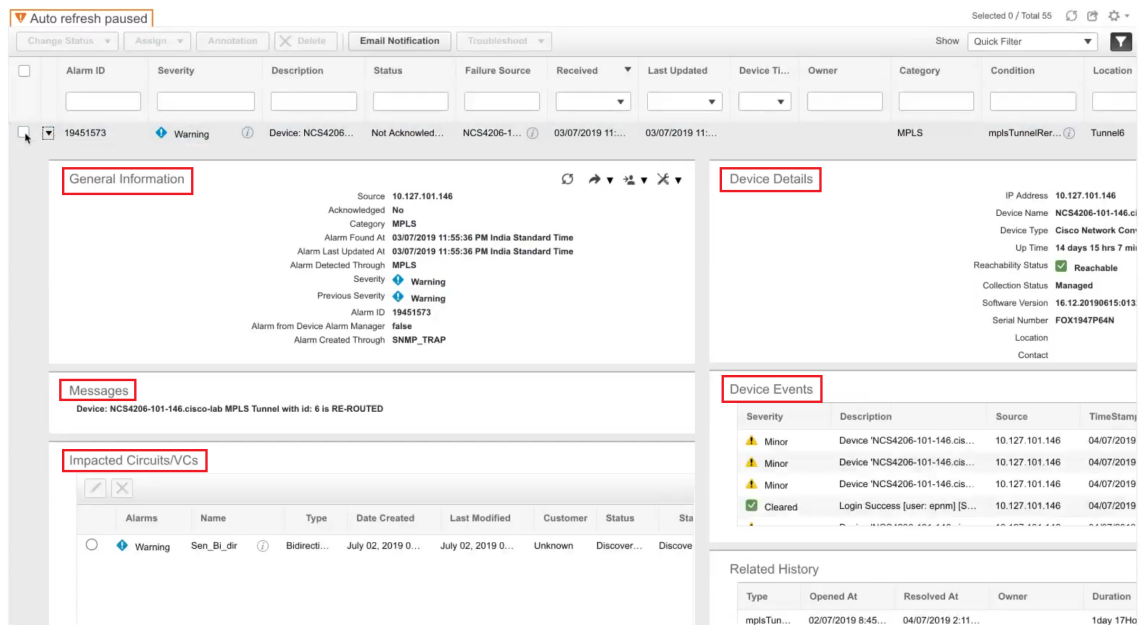 Auto refresh paused
Selected 0 / Total 55
Change Status Assign Annotation Delete Email Notification Troubleshoot Show Quick Filter
Alarm ID Severity Description Status Failure Source Received Last Updated Device Ti... Owner Category Condition Location
19451573 Warning Device: NCS4206... Not Acknowled... NCS4206-1... 03/07/2019 11:... 03/07/2019 11:... MPLS mplsTunnelRer... Tunnel6
General Information
Source 10.127.101.146
Acknowledged No
Category MPLS
Alarm Found At 03/07/2019 11:55:36 PM India Standard Time
Alarm Last Updated At 03/07/2019 11:55:36 PM India Standard Time
Alarm Detected Through MPLS
Severity Warning
Previous Severity Warning
Alarm ID 19451573
Alarm from Device Alarm Manager false
Alarm Created Through SNMP_TRAP
Messages
Device: NCS4206-101-146.cisco-lab MPLS Tunnel with id: 6 is RE-ROUTED
Impacted Circuits/VCs
Alarms Name Type Date Created Last Modified Customer Status Sta
Warning Sen_Bi_dir Bidirecti... July 02, 2019 0... July 02, 2019 0... Unknown Discover... Discove
Device Details
IP Address 10.127.101.146
Device Name NCS4206-101-146.ci
Device Type Cisco Network Con
Up Time 14 days 15 hrs 7 mi
Reachability Status Reachable
Collection Status Managed
Software Version 16.12.20190615:013
Serial Number FOX1947P64N
Location
Contact
Device Events
Severity Description Source TimeStamp
Minor Device 'NCS4206-101-146.cis... 10.127.101.146 04/07/2019
Minor Device 'NCS4206-101-146.cis... 10.127.101.146 04/07/2019
Minor Device 'NCS4206-101-146.cis... 10.127.101.146 04/07/2019
Cleared Login Success [user: epnm] [S... 10.127.101.146 04/07/2019
Related History
Type Opened At Resolved At Owner Duration
mplsTun... 02/07/2019 8:45... 04/07/2019 2:11... 1day 17Ho